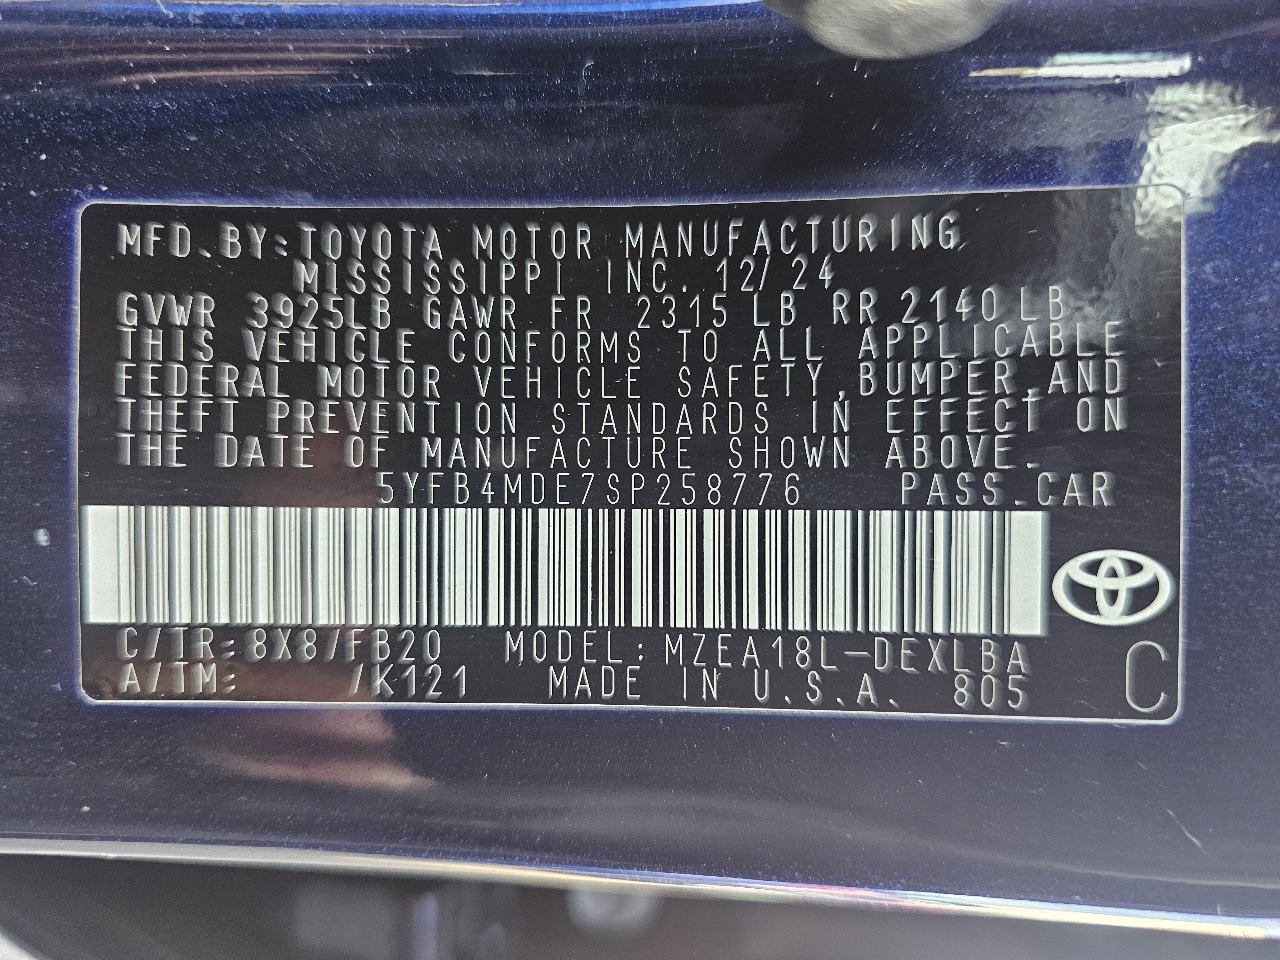 MFD. BY: TOYOTA MOTOR MANUFACTURING,
MISSISSIPPI INC. 12/ 24
GVWR 3925LB GAWR FR 2315 LB RR 2140 LB
THIS VEHICLE CONFORMS TO ALL APPLICABLE
FEDERAL MOTOR VEHICLE SAFETY,BUMPER,AND
THEFT PREVENTION STANDARDS IN EFFECT ON
THE DATE OF MANUFACTURE SHOWN ABOVE.
5YFB4MDE7SP258776 PASS.CAR
C/TR:8X8/FB20 MODEL: MZEA18L-DEXLBA
A/TM: /K121 MADE IN U.S.A. 805 C